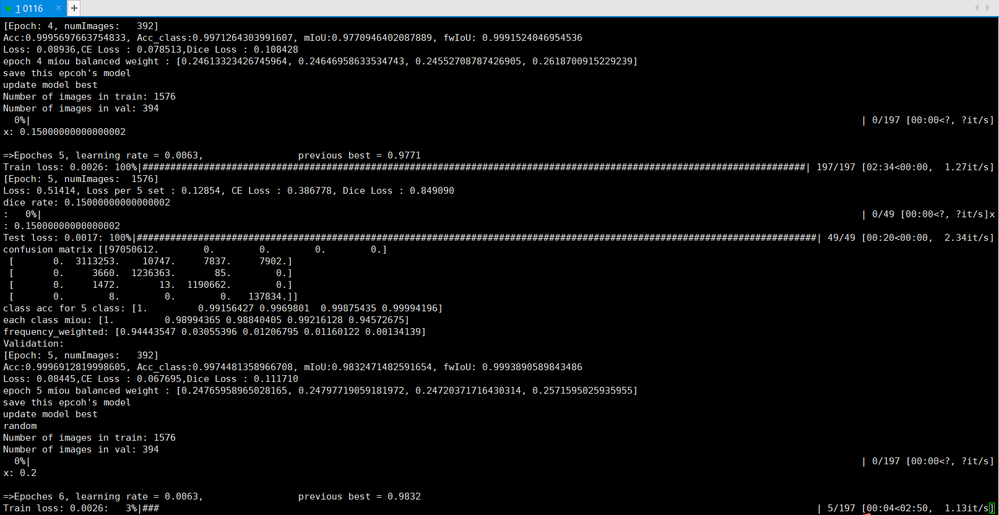 1 0116 × +
[Epoch: 4, numImages:   392]
Acc:0.9995697663754833, Acc_class:0.9971264303991607, mIoU:0.9770946402087889, fwIoU: 0.9991524046954536
Loss: 0.08936,CE Loss : 0.078513,Dice Loss : 0.108428
epoch 4 miou balanced weight : [0.24613323426745964, 0.24646958633534743, 0.24552708787426905, 0.2618700915229239]
save this epcoh's model
update model best
Number of images in train: 1576
Number of images in val: 394
  0%|          | 0/197 [00:00<?, ?it/s]
x: 0.15000000000000002
=>Epoches 5, learning rate = 0.0063,                 previous best = 0.9771
Train loss: 0.0026: 100%|#######################################################################################################################| 197/197 [02:34<00:00,  1.27it/s]
[Epoch: 5, numImages:  1576]
Loss: 0.51414, Loss per 5 set : 0.12854, CE Loss : 0.386778, Dice Loss : 0.849090
dice rate: 0.15000000000000002
:   0%|          | 0/49 [00:00<?, ?it/s]x
: 0.15000000000000002
Test loss: 0.0017: 100%|##########################################################################################################################| 49/49 [00:20<00:00,  2.34it/s]
confusion matrix [[97050612.        0.        0.        0.        0.]
 [       0.  3113253.    10747.     7837.     7902.]
 [       0.     3660.  1236363.       85.        0.]
 [       0.     1472.       13.  1190662.        0.]
 [       0.        8.        0.        0.   137834.]]
class acc for 5 class: [1.         0.99156427 0.9969801  0.99875435 0.99994196]
each class miou: [1.         0.98994365 0.98840405 0.99216128 0.94572675]
frequency_weighted: [0.94443547 0.03055396 0.01206795 0.01160122 0.00134139]
Validation:
[Epoch: 5, numImages:   392]
Acc:0.9996912819998605, Acc_class:0.9974481358966708, mIoU:0.9832471482591654, fwIoU: 0.9993890589843486
Loss: 0.08445,CE Loss : 0.067695,Dice Loss : 0.111710
epoch 5 miou balanced weight : [0.24765958965028165, 0.24797719059181972, 0.24720371716430314, 0.2571595025935955]
save this epcoh's model
update model best
random
Number of images in train: 1576
Number of images in val: 394
  0%|          | 0/197 [00:00<?, ?it/s]
x: 0.2
=>Epoches 6, learning rate = 0.0063,                 previous best = 0.9832
Train loss: 0.0026:   3%|###          | 5/197 [00:04<02:50,  1.13it/s]